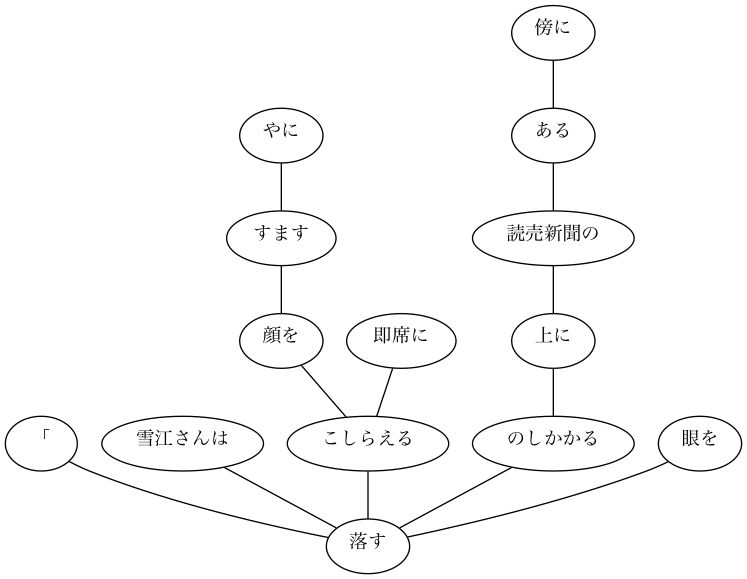 傍に
やに
ある
すます
読売新聞の
顔を
即席に
上に
「
雪江さんは
こしらえる
のしかかる
眼を
落す